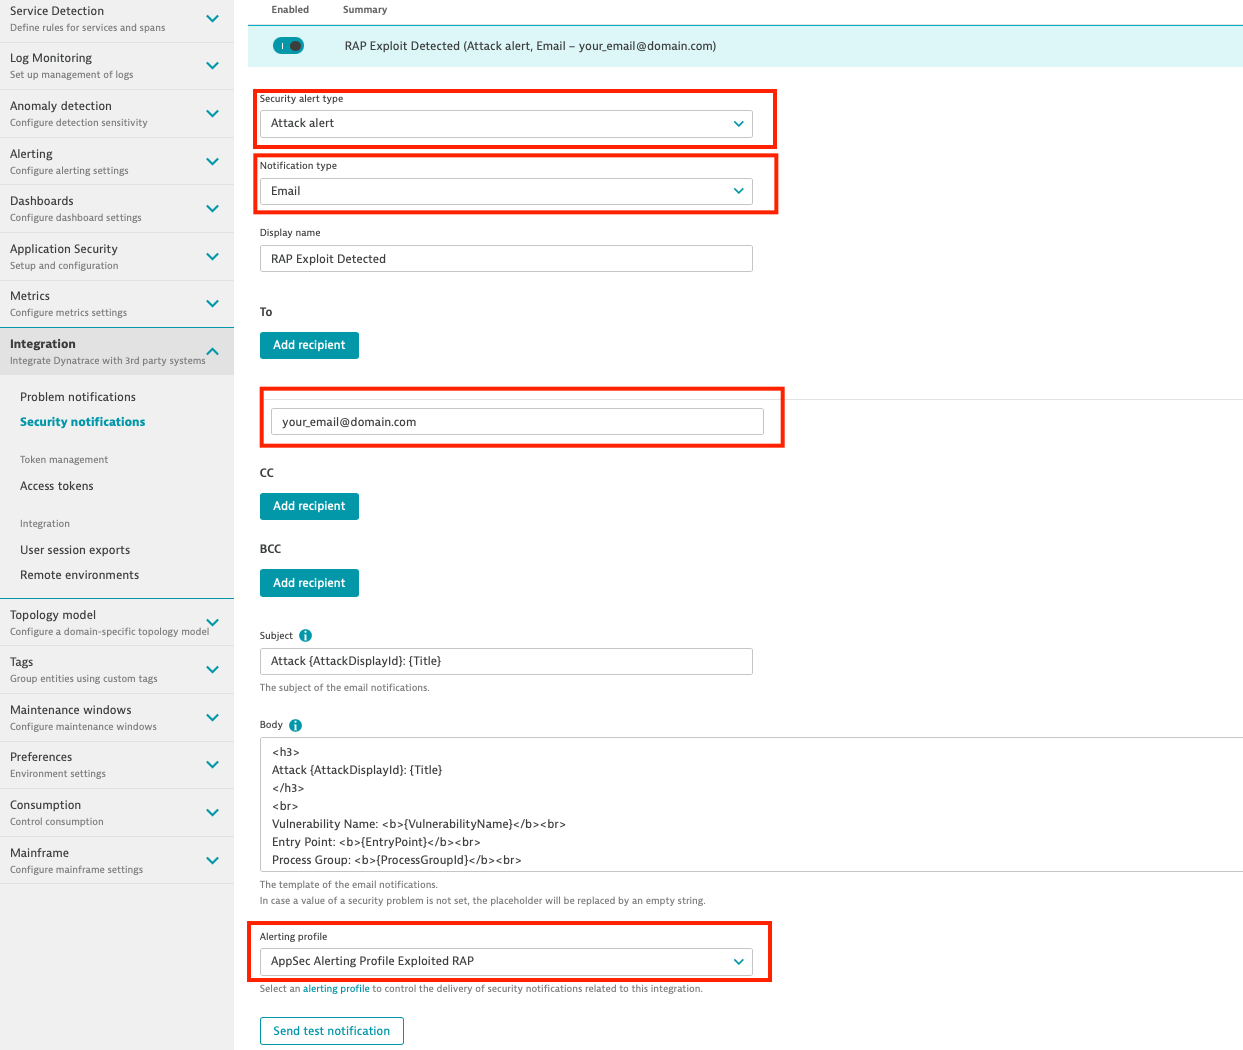 Service Detection
Define rules for services and spans
Log Monitoring
Set up management of logs
Anomaly detection
Configure detection sensitivity
Alerting
Configure alerting settings
Dashboards
Configure dashboard settings
Application Security
Setup and configuration
Metrics
Configure metrics settings
Integration
Integrate Dynatrace with 3rd party systems
Problem notifications
Security notifications
Token management
Access tokens
Integration
User session exports
Remote environments
Topology model
Configure a domain-specific topology model
Tags
Group entities using custom tags
Maintenance windows
Configure maintenance windows
Preferences
Environment settings
Consumption
Control consumption
Mainframe
Configure mainframe settings
Enabled Summary
RAP Exploit Detected (Attack alert, Email – your_email@domain.com)
Security alert type
Attack alert
Notification type
Email
Display name
RAP Exploit Detected
To
Add recipient
your_email@domain.com
CC
Add recipient
BCC
Add recipient
Subject
Attack {AttackDisplayId}: {Title}
The subject of the email notifications.
Body
<h3>
Attack {AttackDisplayId}: {Title}
</h3>
<br>
Vulnerability Name: <b>{VulnerabilityName}</b><br>
Entry Point: <b>{EntryPoint}</b><br>
Process Group: <b>{ProcessGroupId}</b><br>
The template of the email notifications.
In case a value of a security problem is not set, the placeholder will be replaced by an empty string.
Alerting profile
AppSec Alerting Profile Exploited RAP
Select an alerting profile to control the delivery of security notifications related to this integration.
Send test notification